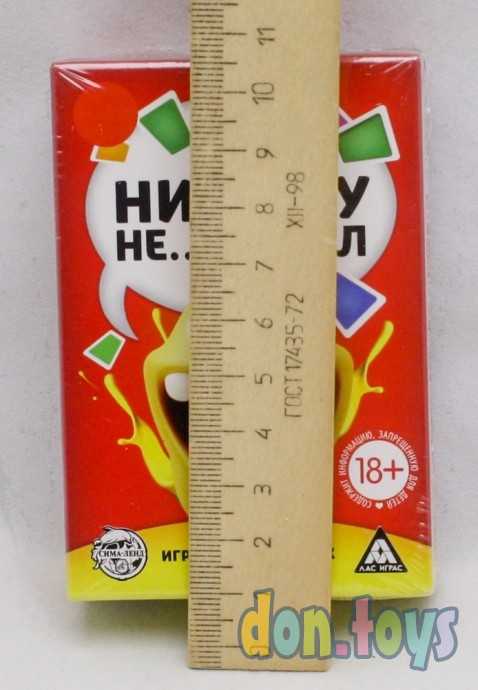 11
10
9
8
7
6
5
4
3
2
XII-98
ГОСТ 17435-72
НИ У
НЕ.. Л
СОДЕРЖИТ ИНФОРМАЦИЮ, ЗАПРЕЩЕННУЮ ДЛЯ ДЕТЕЙ
18+
СИМА-ЛЕНД
ИГР
ЛАС ИГРАС
don.toys